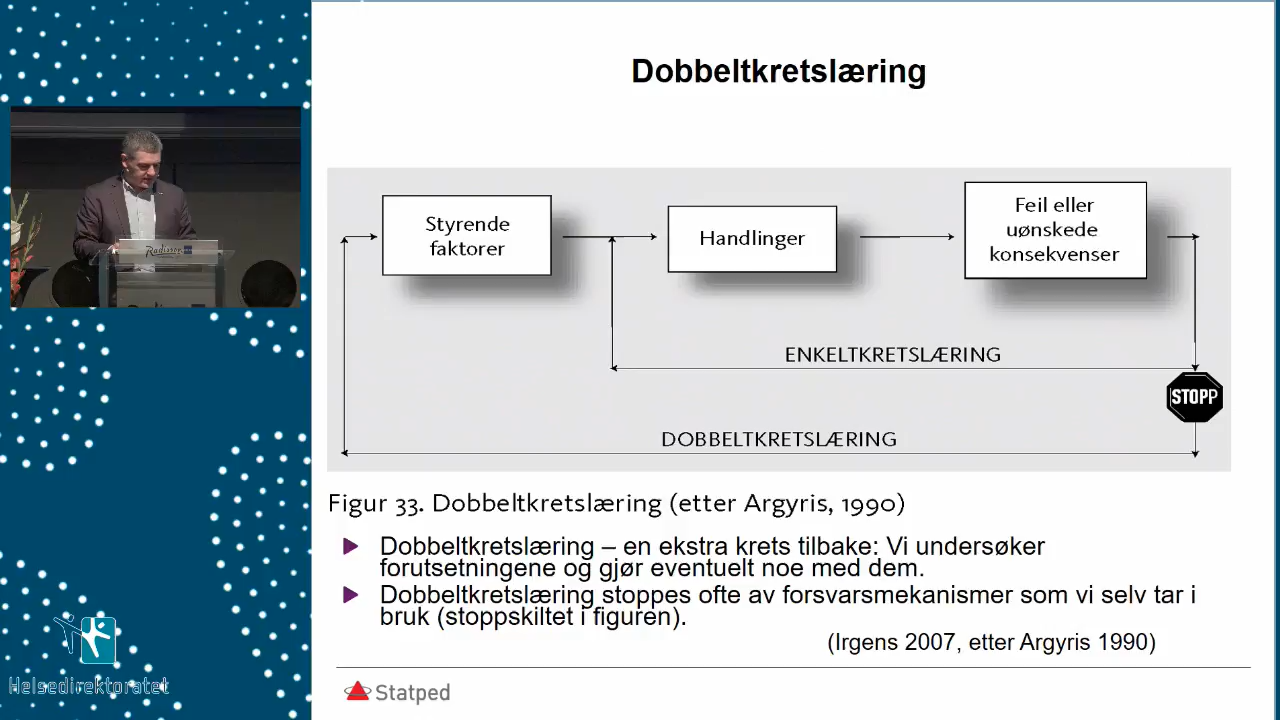 Dobbeltkretslæring
Styrende
faktorer
Handlinger
Feil eller
uønskede
konsekvenser
ENKELTKRETSLÆRING
STOPP
DOBBELTKRETSLÆRING
Figur 33. Dobbeltkretslæring (etter Argyris, 1990)
Dobbeltkretslæring – en ekstra krets tilbake: Vi undersøker
forutsetningene og gjør eventuelt noe med dem.
Dobbeltkretslæring stoppes ofte av forsvarsmekanismer som vi selv tar i
bruk (stoppskiltet i figuren).
(Irgens 2007, etter Argyris 1990)
Statped
Radisson
Helsedirektoratet